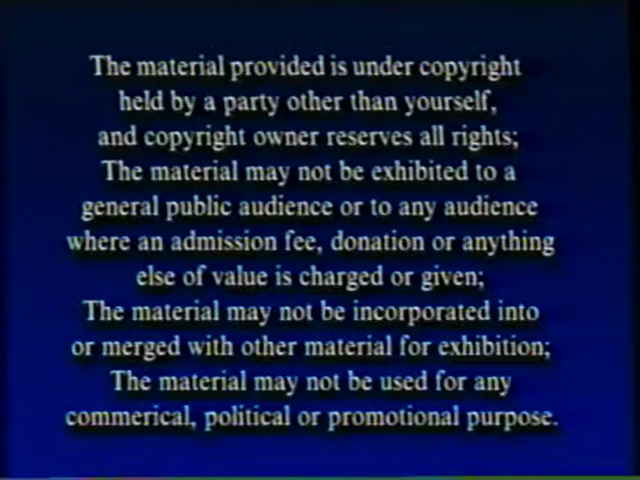 The material provided is under copyright
held by a party other than yourself,
and copyright owner reserves all rights;
The material may not be exhibited to a
general public audience or to any audience
where an admission fee, donation or anything
else of value is charged or given;
The material may not be incorporated into
or merged with other material for exhibition;
The material may not be used for any
commerical, political or promotional purpose.